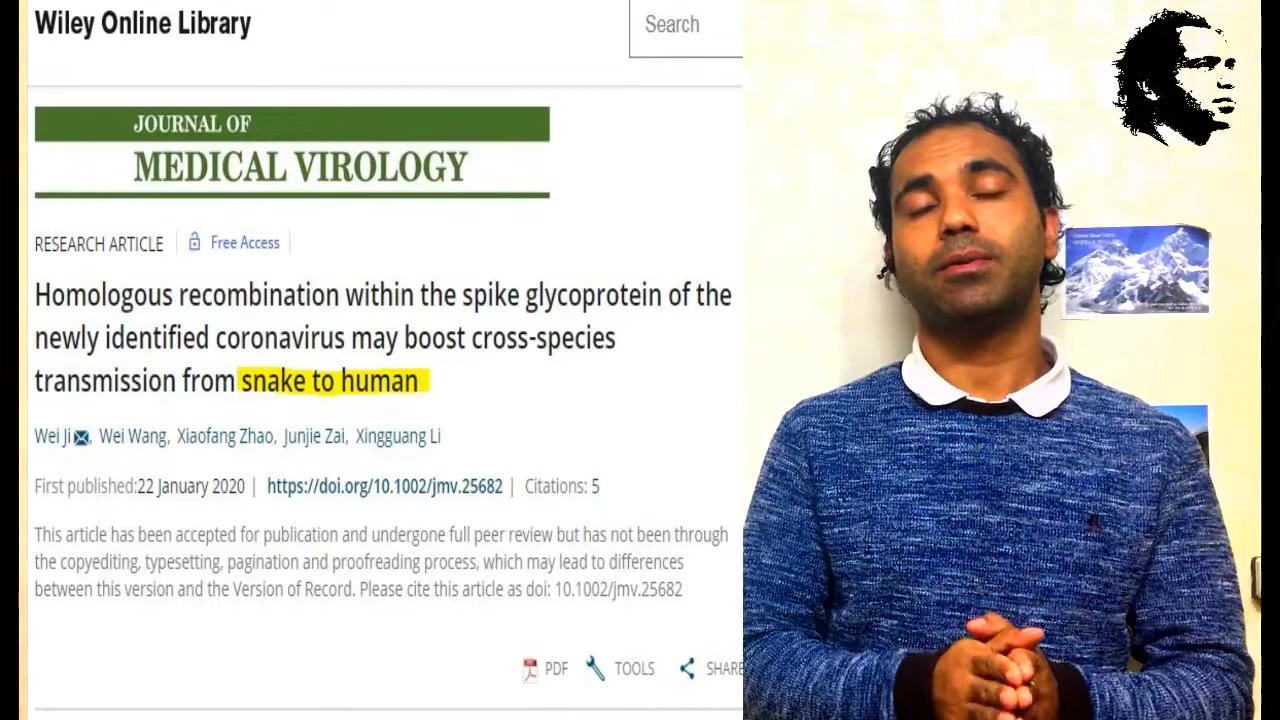 Wiley Online Library
Search
JOURNAL OF
MEDICAL VIROLOGY
RESEARCH ARTICLE
Free Access
Homologous recombination within the spike glycoprotein of the
newly identified coronavirus may boost cross-species
transmission from snake to human
Wei Ji, Wei Wang, Xiaofang Zhao, Junjie Zai, Xingguang Li
First published:22 January 2020 | https://doi.org/10.1002/jmv.25682 | Citations: 5
This article has been accepted for publication and undergone full peer review but has not been through
the copyediting, typesetting, pagination and proofreading process, which may lead to differences
between this version and the Version of Record. Please cite this article as doi: 10.1002/jmv.25682
PDF
TOOLS
SHARE